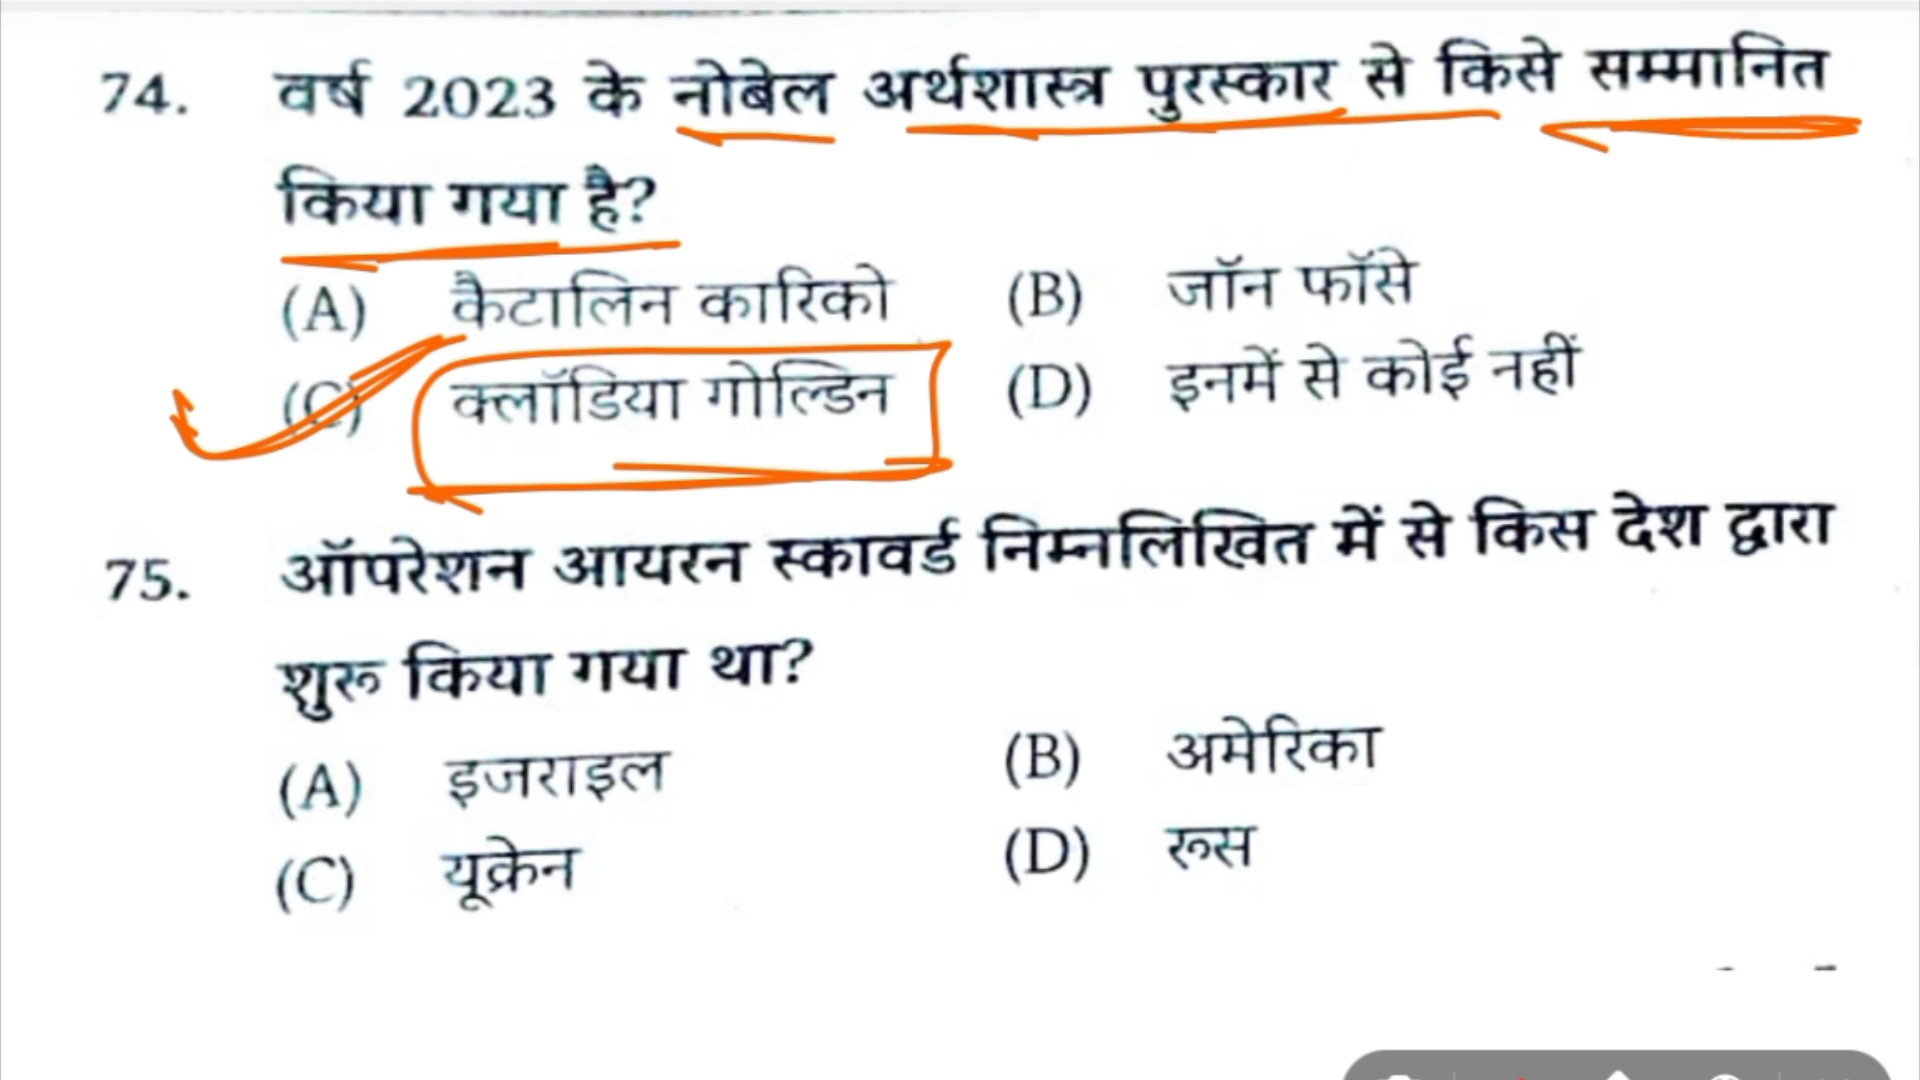 74. वर्ष 2023 के नोबेल अर्थशास्त्र पुरस्कार से किसे सम्मानित
किया गया है?
(A) कैटालिन कारिको (B) जॉन फॉसे
(C) क्लॉडिया गोल्डिन (D) इनमें से कोई नहीं
75. ऑपरेशन आयरन स्कावर्ड निम्नलिखित में से किस देश द्वारा
शुरू किया गया था?
(A) इजराइल (B) अमेरिका
(C) यूक्रेन (D) रूस